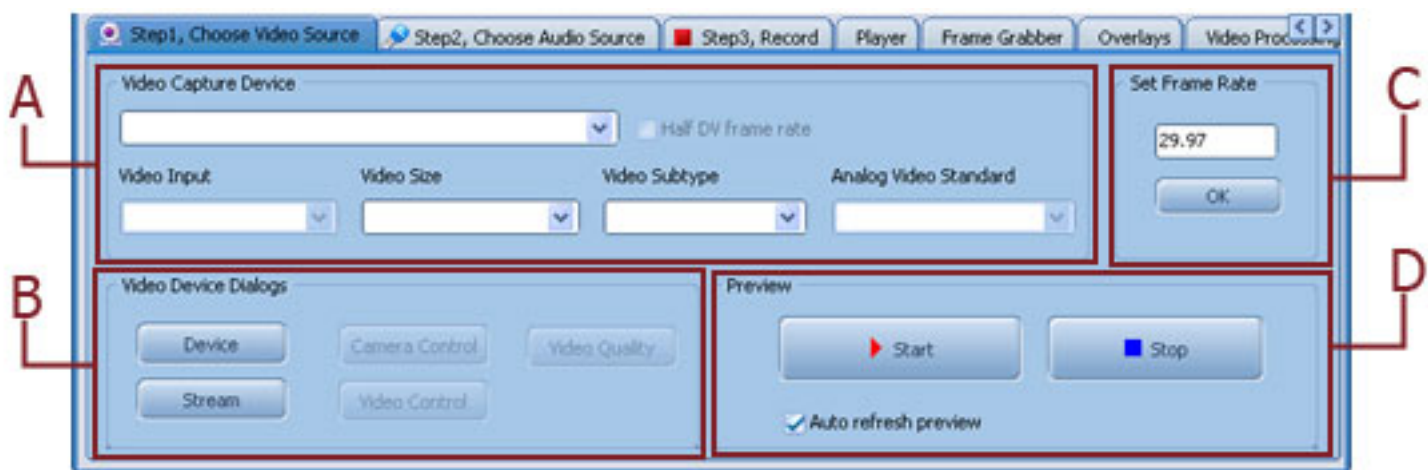 Step1, Choose Video Source Step2, Choose Audio Source Step3, Record Player Frame Grabber Overlays Video Processing
A
Video Capture Device
Half DV frame rate
Video Input Video Size Video Subtype Analog Video Standard
Set Frame Rate
29.97
OK
C
B
Video Device Dialogs
Device Camera Control Video Quality
Stream Video Control
Preview
Start Stop
Auto refresh preview
D